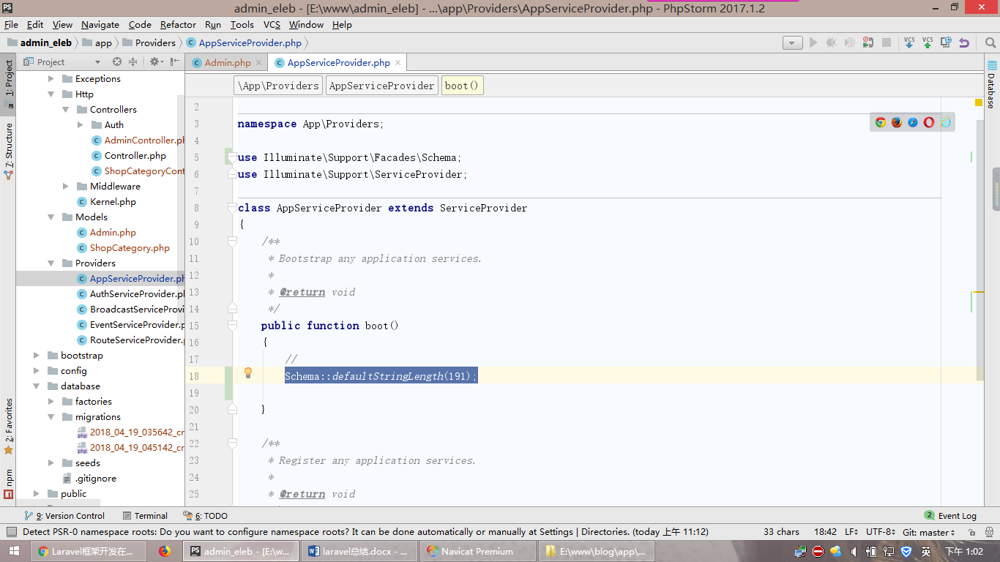 admin_eleb - [E:\www\admin_eleb] - ...\app\Providers\AppServiceProvider.php - PhpStorm 2017.1.2
File Edit View Navigate Code Refactor Run Tools VCS Window Help
admin_eleb app Providers AppServiceProvider.php
VCS VCS
Project
Admin.php AppServiceProvider.php
\App\Providers AppServiceProvider boot()
1: Project
7: Structure
2: Favorites
npm
Database
Exceptions
Http
Controllers
Auth
AdminController.ph
Controller.php
ShopCategoryCont
Middleware
Kernel.php
Models
Admin.php
ShopCategory.php
Providers
AppServiceProvider.ph
AuthServiceProvider.pl
BroadcastServiceProvi
EventServiceProvider.p
RouteServiceProvider.
bootstrap
config
database
factories
migrations
2018_04_19_035642_cr
2018_04_19_045142_cr
seeds
.gitignore
public
2
3 namespace App\Providers;
4
5 use Illuminate\Support\Facades\Schema;
6 use Illuminate\Support\ServiceProvider;
7
8 class AppServiceProvider extends ServiceProvider
9 {
10 /**
11 * Bootstrap any application services.
12 *
13 * @return void
14 */
15 public function boot()
16 {
17 //
18 Schema::defaultStringLength(191);
19
20 }
21
22 /**
23 * Register any application services.
24 *
25 * @return void
9: Version Control Terminal 6: TODO 2 Event Log
Detect PSR-0 namespace roots: Do you want to configure namespace roots? It can be done automatically or manually at Settings | Directories. (today 上午 11:12) 33 chars 18:42 LF UTF-8 Git: master
Laravel框架开发在... admin_eleb - [E:\w... laravel总结.docx - ... Navicat Premium E:\www\blog\app\... 英 下午 1:02